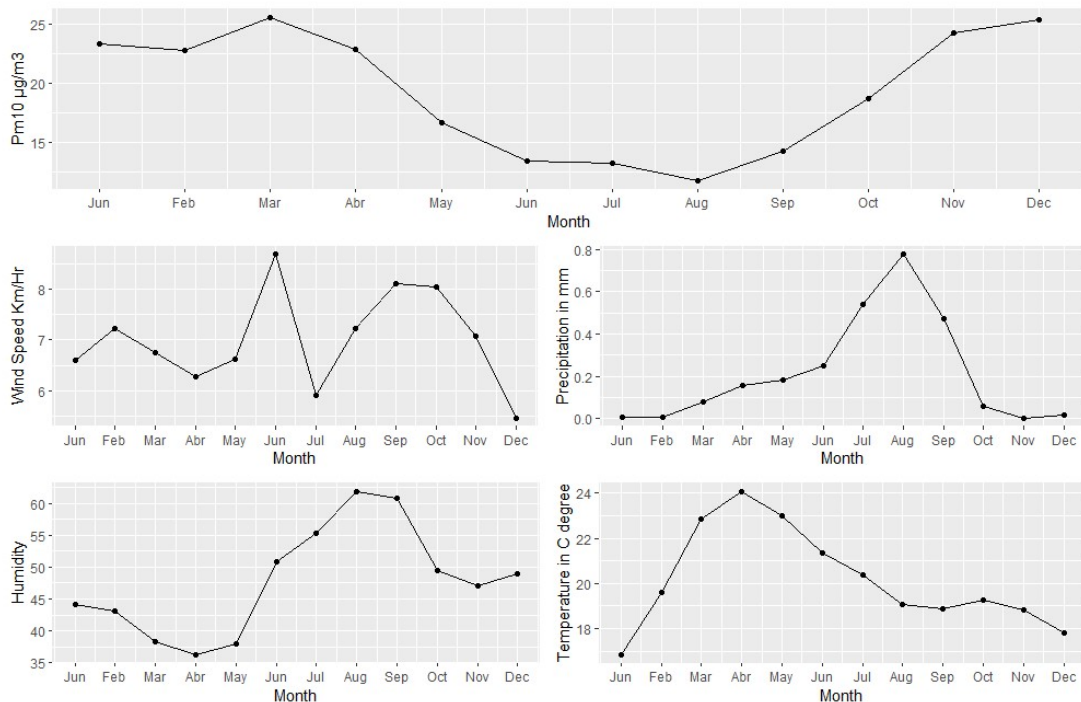 Pm10 µg/m3
25
20
15
Jun Feb Mar Abr May Jun Jul Aug Sep Oct Nov Dec
Month
Wind Speed Km/Hr
8
7
6
Jun Feb Mar Abr May Jun Jul Aug Sep Oct Nov Dec
Month
Precipitation in mm
0.8
0.6
0.4
0.2
0.0
Jun Feb Mar Abr May Jun Jul Aug Sep Oct Nov Dec
Month
Humidity
60
55
50
45
40
35
Jun Feb Mar Abr May Jun Jul Aug Sep Oct Nov Dec
Month
Temperature in C degree
24
22
20
18
Jun Feb Mar Abr May Jun Jul Aug Sep Oct Nov Dec
Month